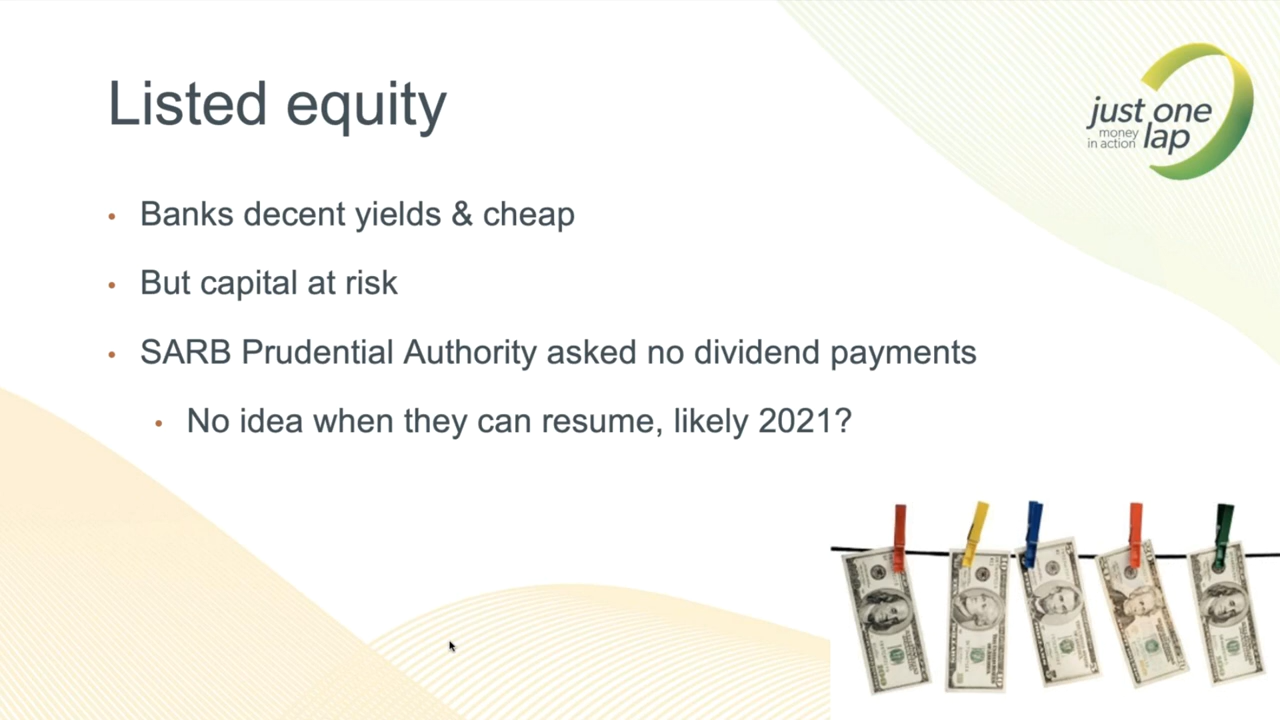 Listed equity
just one
money
in action lap
Banks decent yields & cheap
But capital at risk
SARB Prudential Authority asked no dividend payments
No idea when they can resume, likely 2021?